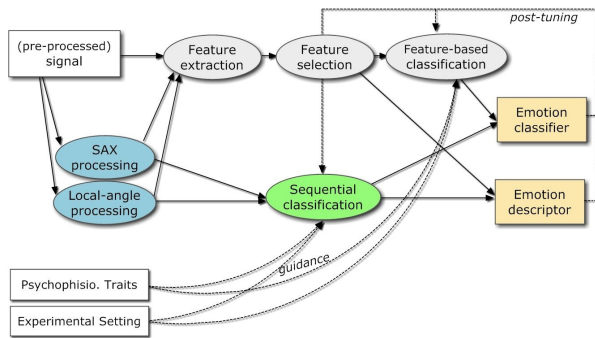 post-tuning
(pre-processed)
signal
Feature
extraction
Feature
selection
Feature-based
classification
Emotion
classifier
SAX
processing
Local-angle
processing
Sequential
classification
Emotion
descriptor
guidance
Psychophisio. Traits
Experimental Setting